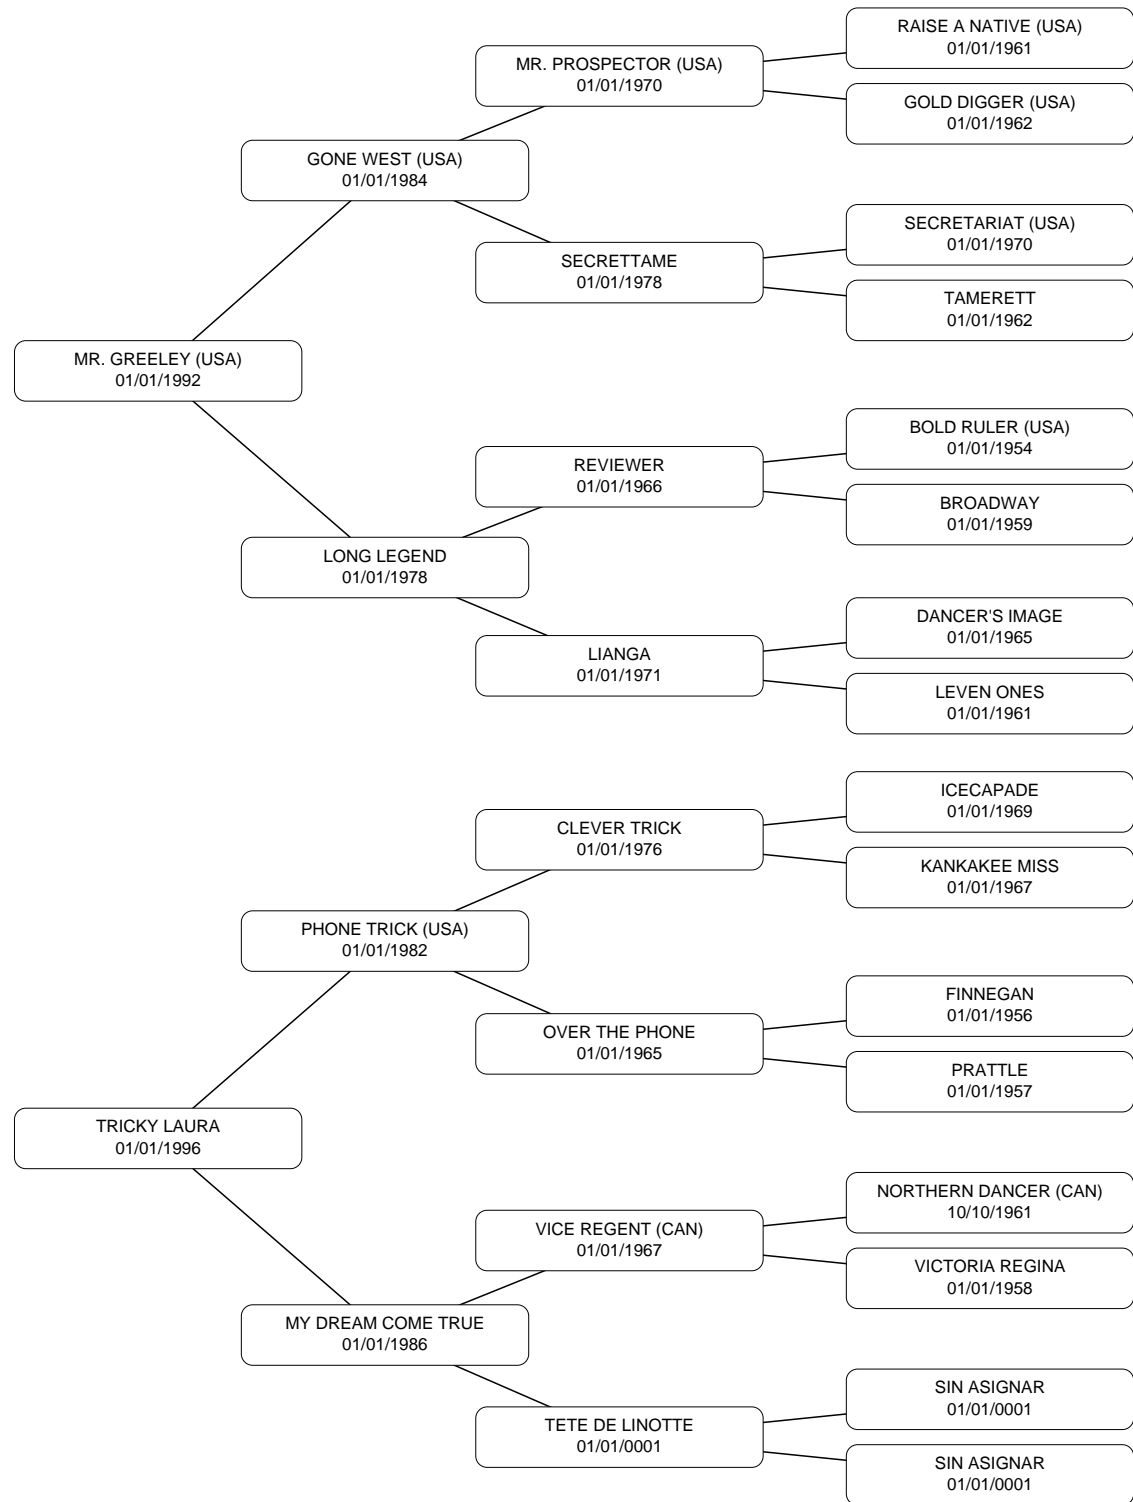 RAISE A NATIVE (USA)
01/01/1961
MR. PROSPECTOR (USA)
01/01/1970
GOLD DIGGER (USA)
01/01/1962
GONE WEST (USA)
01/01/1984
SECRETARIAT (USA)
01/01/1970
SECRETTAME
01/01/1978
TAMERETT
01/01/1962
MR. GREELEY (USA)
01/01/1992
BOLD RULER (USA)
01/01/1954
REVIEWER
01/01/1966
BROADWAY
01/01/1959
LONG LEGEND
01/01/1978
DANCER'S IMAGE
01/01/1965
LIANGA
01/01/1971
LEVEN ONES
01/01/1961
ICECAPADE
01/01/1969
CLEVER TRICK
01/01/1976
KANKAKEE MISS
01/01/1967
PHONE TRICK (USA)
01/01/1982
FINNEGAN
01/01/1956
OVER THE PHONE
01/01/1965
PRATTLE
01/01/1957
TRICKY LAURA
01/01/1996
NORTHERN DANCER (CAN)
10/10/1961
VICE REGENT (CAN)
01/01/1967
VICTORIA REGINA
01/01/1958
MY DREAM COME TRUE
01/01/1986
SIN ASIGNAR
01/01/0001
TETE DE LINOTTE
01/01/0001
SIN ASIGNAR
01/01/0001